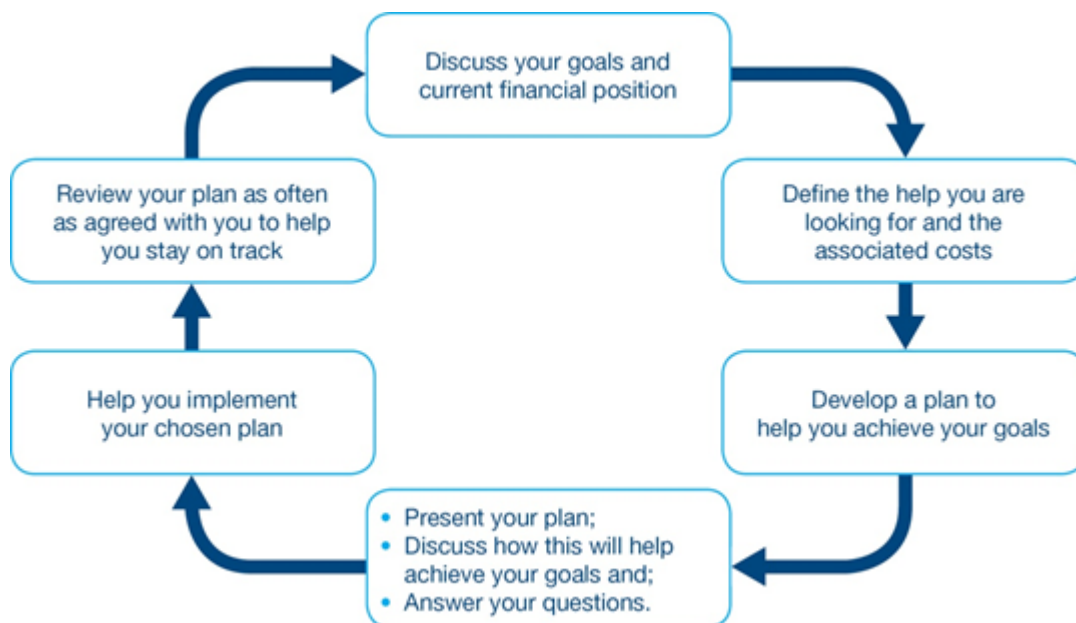 Discuss your goals and
current financial position
Define the help you are
looking for and the
associated costs
Develop a plan to
help you achieve your goals
• Present your plan;
• Discuss how this will help
achieve your goals and;
• Answer your questions.
Help you implement
your chosen plan
Review your plan as often
as agreed with you to help
you stay on track